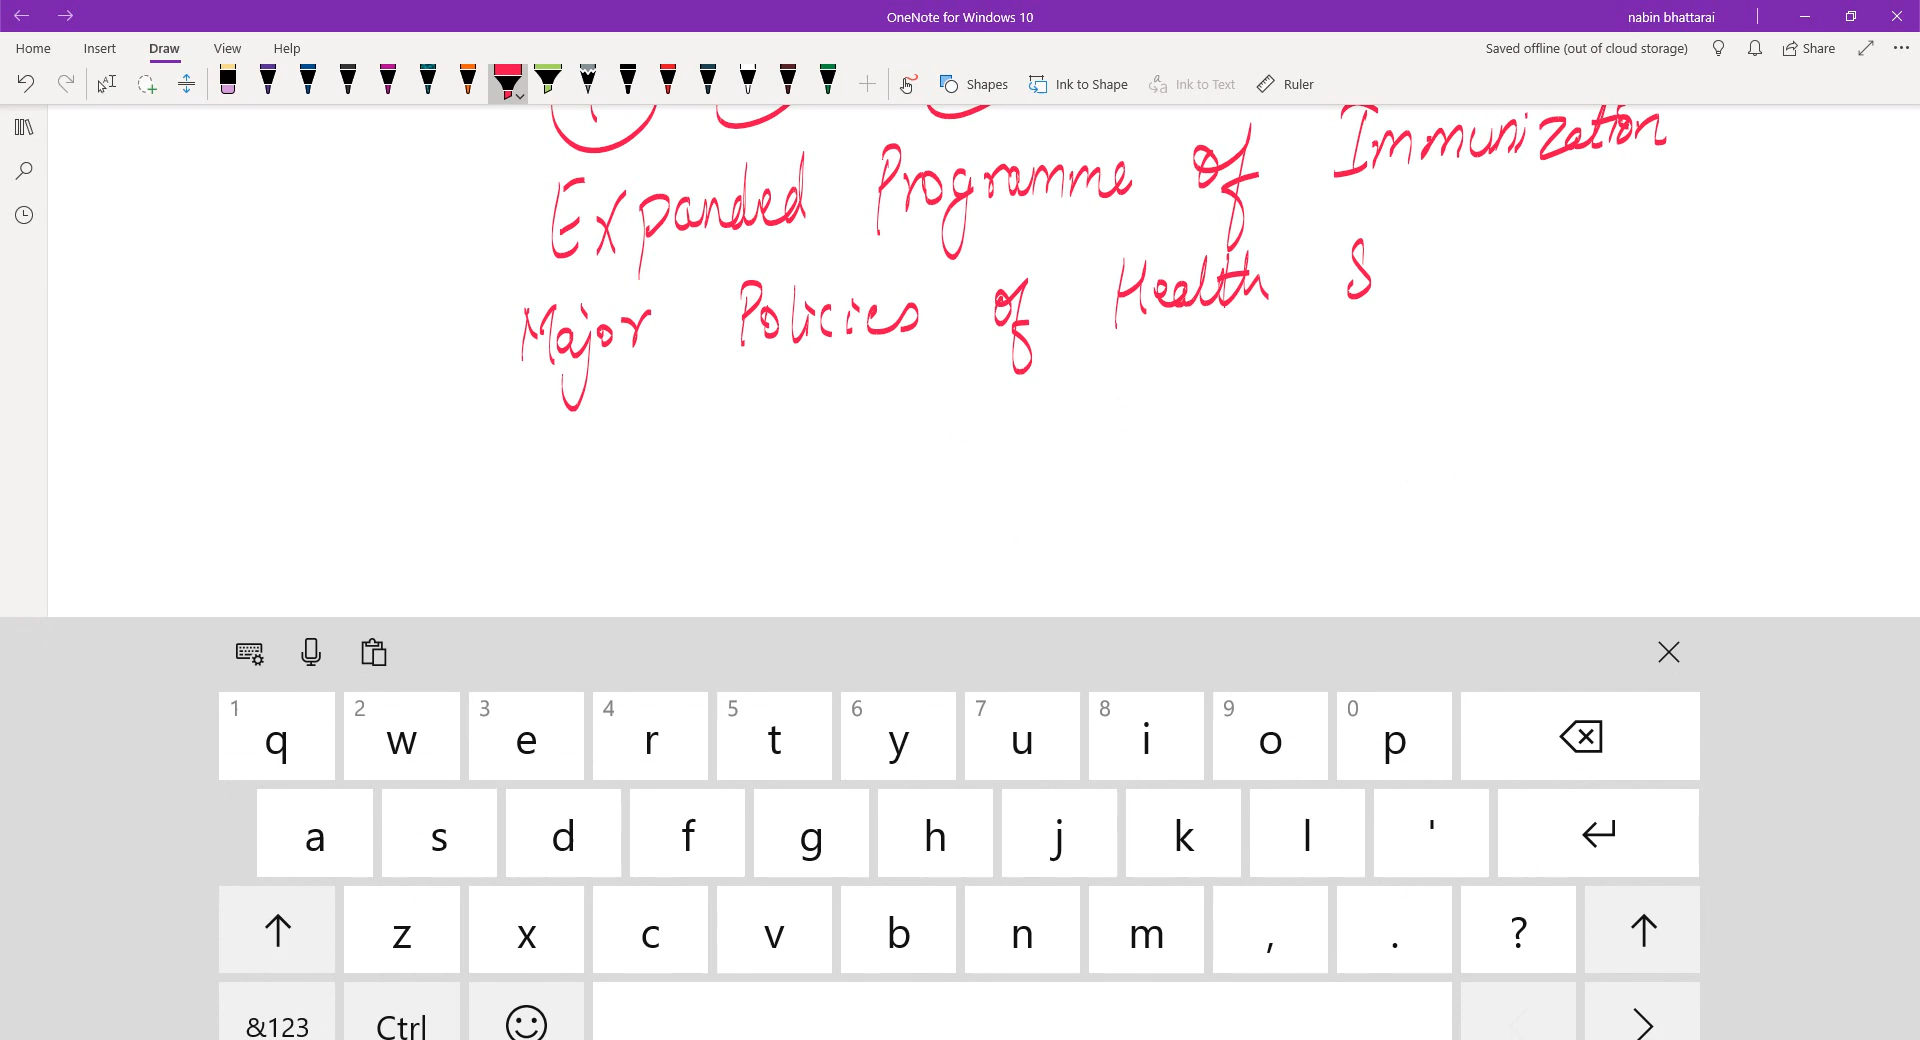 OneNote for Windows 10
nabin bhattarai
Home Insert Draw View Help
Saved offline (out of cloud storage) Share
Shapes Ink to Shape Ink to Text Ruler
Expanded Programme of Immunization
Major Policies of Health S
1 q 2 w 3 e 4 r 5 t 6 y 7 u 8 i 9 o 0 p
a s d f g h j k l '
z x c v b n m , . ?
&123 Ctrl